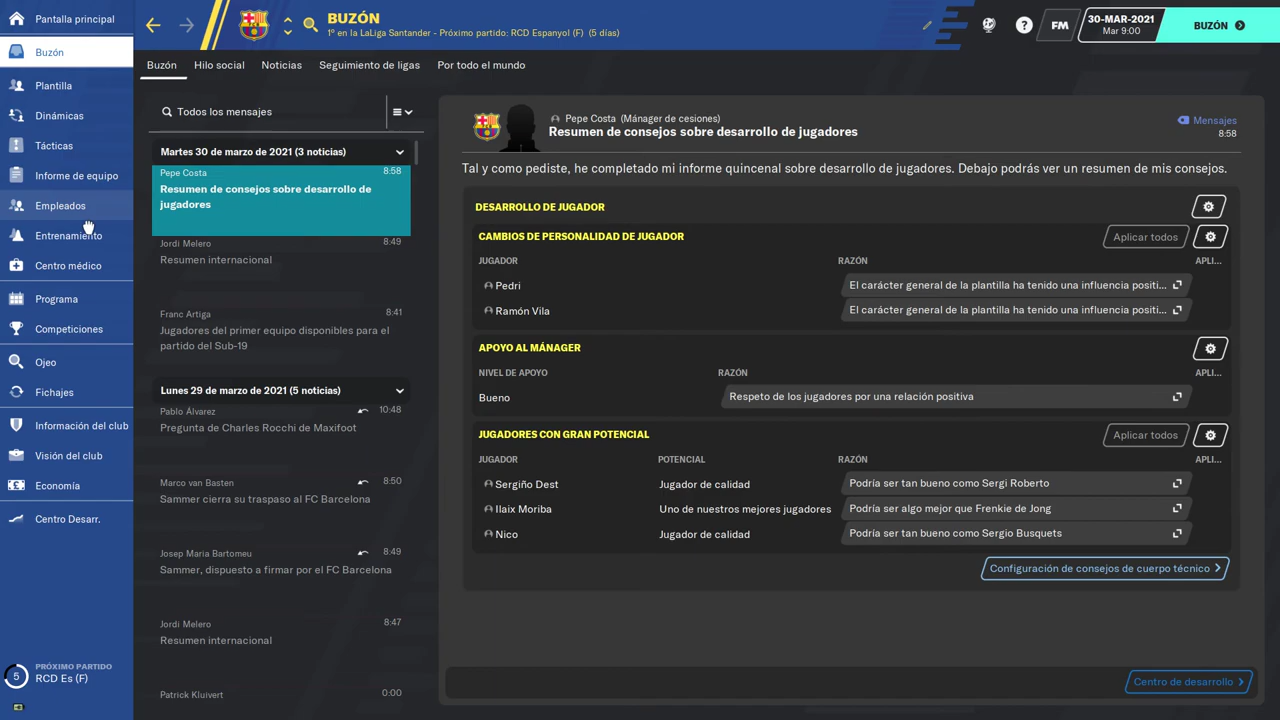 Pantalla principal
Buzón
Plantilla
Dinámicas
Tácticas
Informe de equipo
Empleados
Entrenamiento
Centro médico
Programa
Competiciones
Ojeo
Fichajes
Información del club
Visión del club
Economía
Centro Desarr.
5
PRÓXIMO PARTIDO
RCD Es (F)
BUZÓN
1º en la LaLiga Santander - Próximo partido: RCD Espanyol (F) (5 días)
?
FM
30-MAR-2021
Mar 9:00
BUZÓN
Buzón Hilo social Noticias Seguimiento de ligas Por todo el mundo
Todos los mensajes
Martes 30 de marzo de 2021 (3 noticias)
Pepe Costa 8:58
Resumen de consejos sobre desarrollo de
jugadores
Jordi Melero 8:49
Resumen internacional
Franc Artiga 8:41
Jugadores del primer equipo disponibles para el
partido del Sub-19
Lunes 29 de marzo de 2021 (5 noticias)
Pablo Álvarez 10:48
Pregunta de Charles Rocchi de Maxifoot
Marco van Basten 8:50
Sammer cierra su traspaso al FC Barcelona
Josep Maria Bartomeu 8:49
Sammer, dispuesto a firmar por el FC Barcelona
Jordi Melero 8:47
Resumen internacional
Patrick Kluivert 0:00
Pepe Costa (Mánager de cesiones)
Resumen de consejos sobre desarrollo de jugadores
Mensajes
8:58
Tal y como pediste, he completado mi informe quincenal sobre desarrollo de jugadores. Debajo podrás ver un resumen de mis consejos.
DESARROLLO DE JUGADOR
CAMBIOS DE PERSONALIDAD DE JUGADOR Aplicar todos
JUGADOR RAZÓN APLI...
Pedri El carácter general de la plantilla ha tenido una influencia positi...
Ramón Vila El carácter general de la plantilla ha tenido una influencia positi...
APOYO AL MÁNAGER
NIVEL DE APOYO RAZÓN APLI...
Bueno Respeto de los jugadores por una relación positiva
JUGADORES CON GRAN POTENCIAL Aplicar todos
JUGADOR POTENCIAL RAZÓN APLI...
Sergiño Dest Jugador de calidad Podría ser tan bueno como Sergi Roberto
Ilaix Moriba Uno de nuestros mejores jugadores Podría ser algo mejor que Frenkie de Jong
Nico Jugador de calidad Podría ser tan bueno como Sergio Busquets
Configuración de consejos de cuerpo técnico
Centro de desarrollo